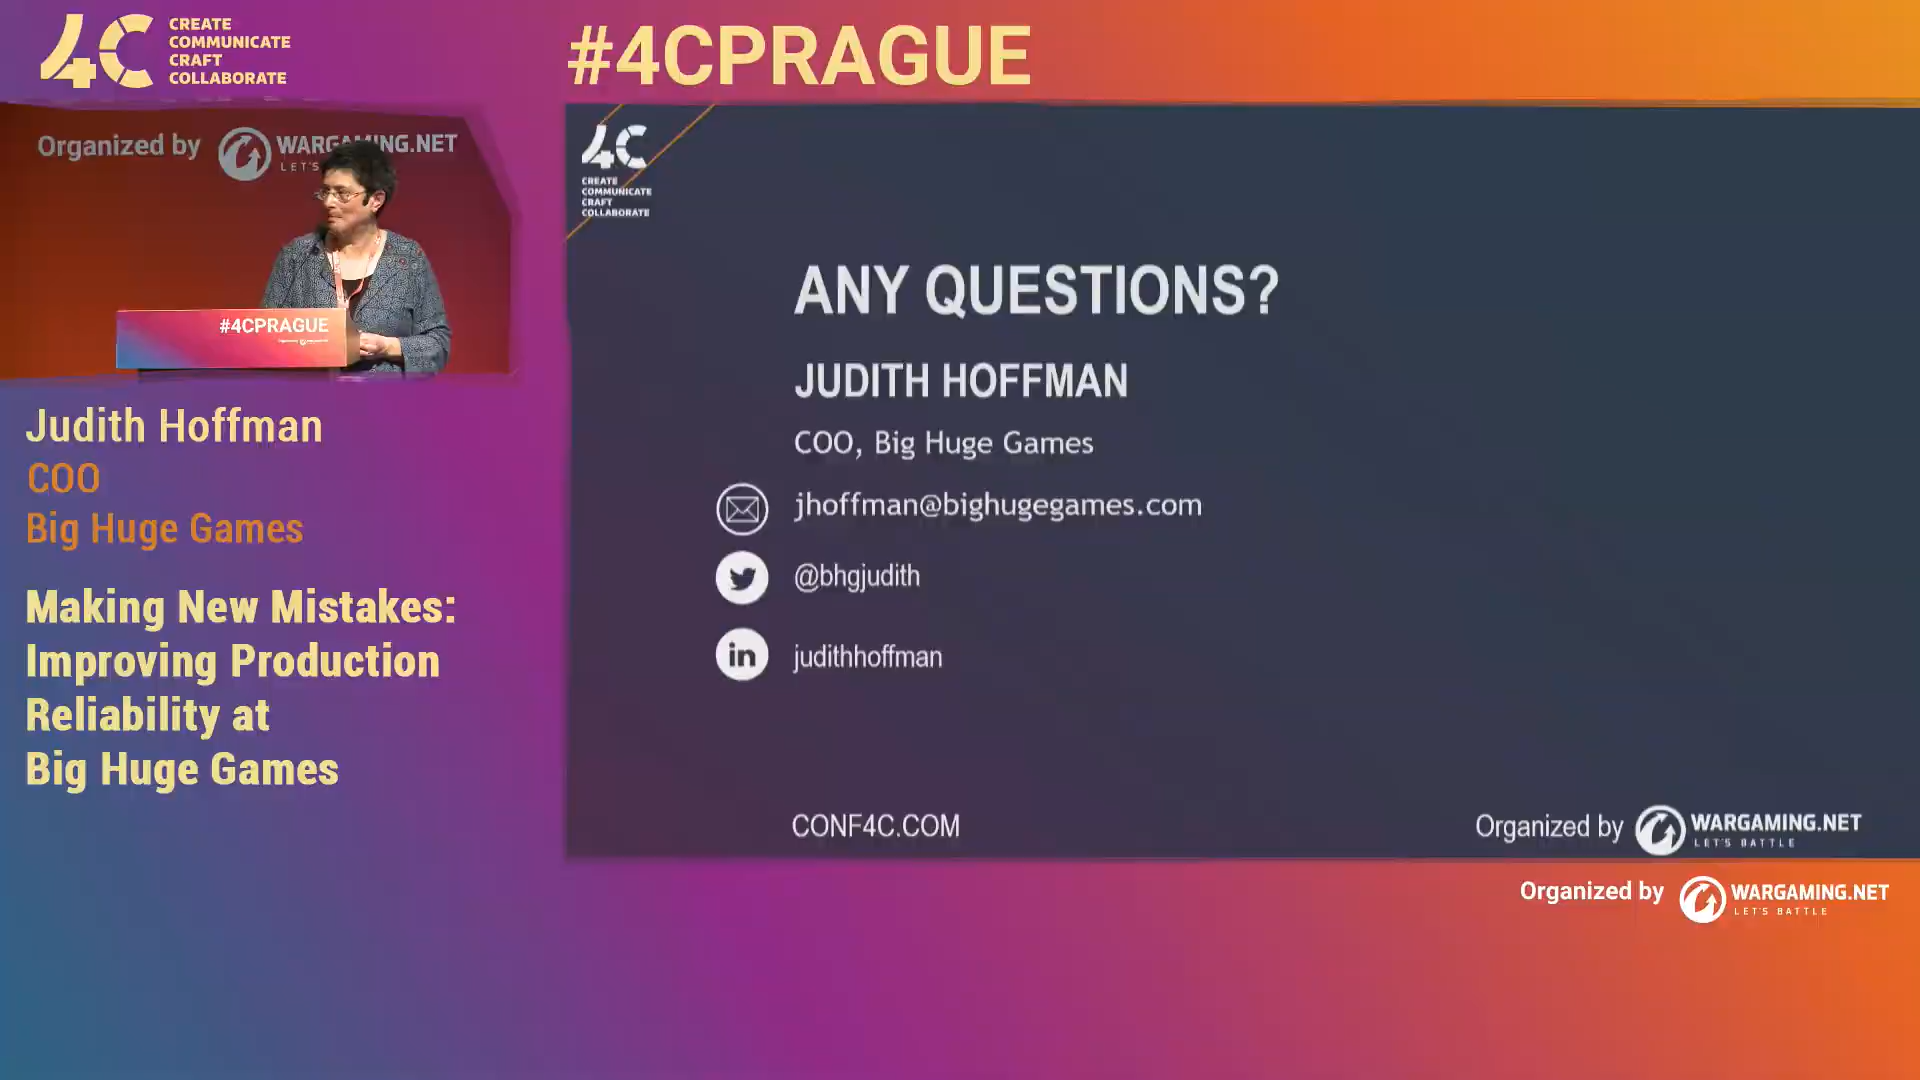 4C
CREATE
COMMUNICATE
CRAFT
COLLABORATE
#4CPRAGUE
Organized by
WARGAMING.NET
LET'S
#4CPRAGUE
Judith Hoffman
COO
Big Huge Games
Making New Mistakes:
Improving Production
Reliability at
Big Huge Games
4C
CREATE
COMMUNICATE
CRAFT
COLLABORATE
ANY QUESTIONS?
JUDITH HOFFMAN
COO, Big Huge Games
jhoffman@bighugegames.com
@bhgjudith
in
judithhoffman
CONF4C.COM
Organized by
WARGAMING.NET
LET'S BATTLE
Organized by
WARGAMING.NET
LET'S BATTLE